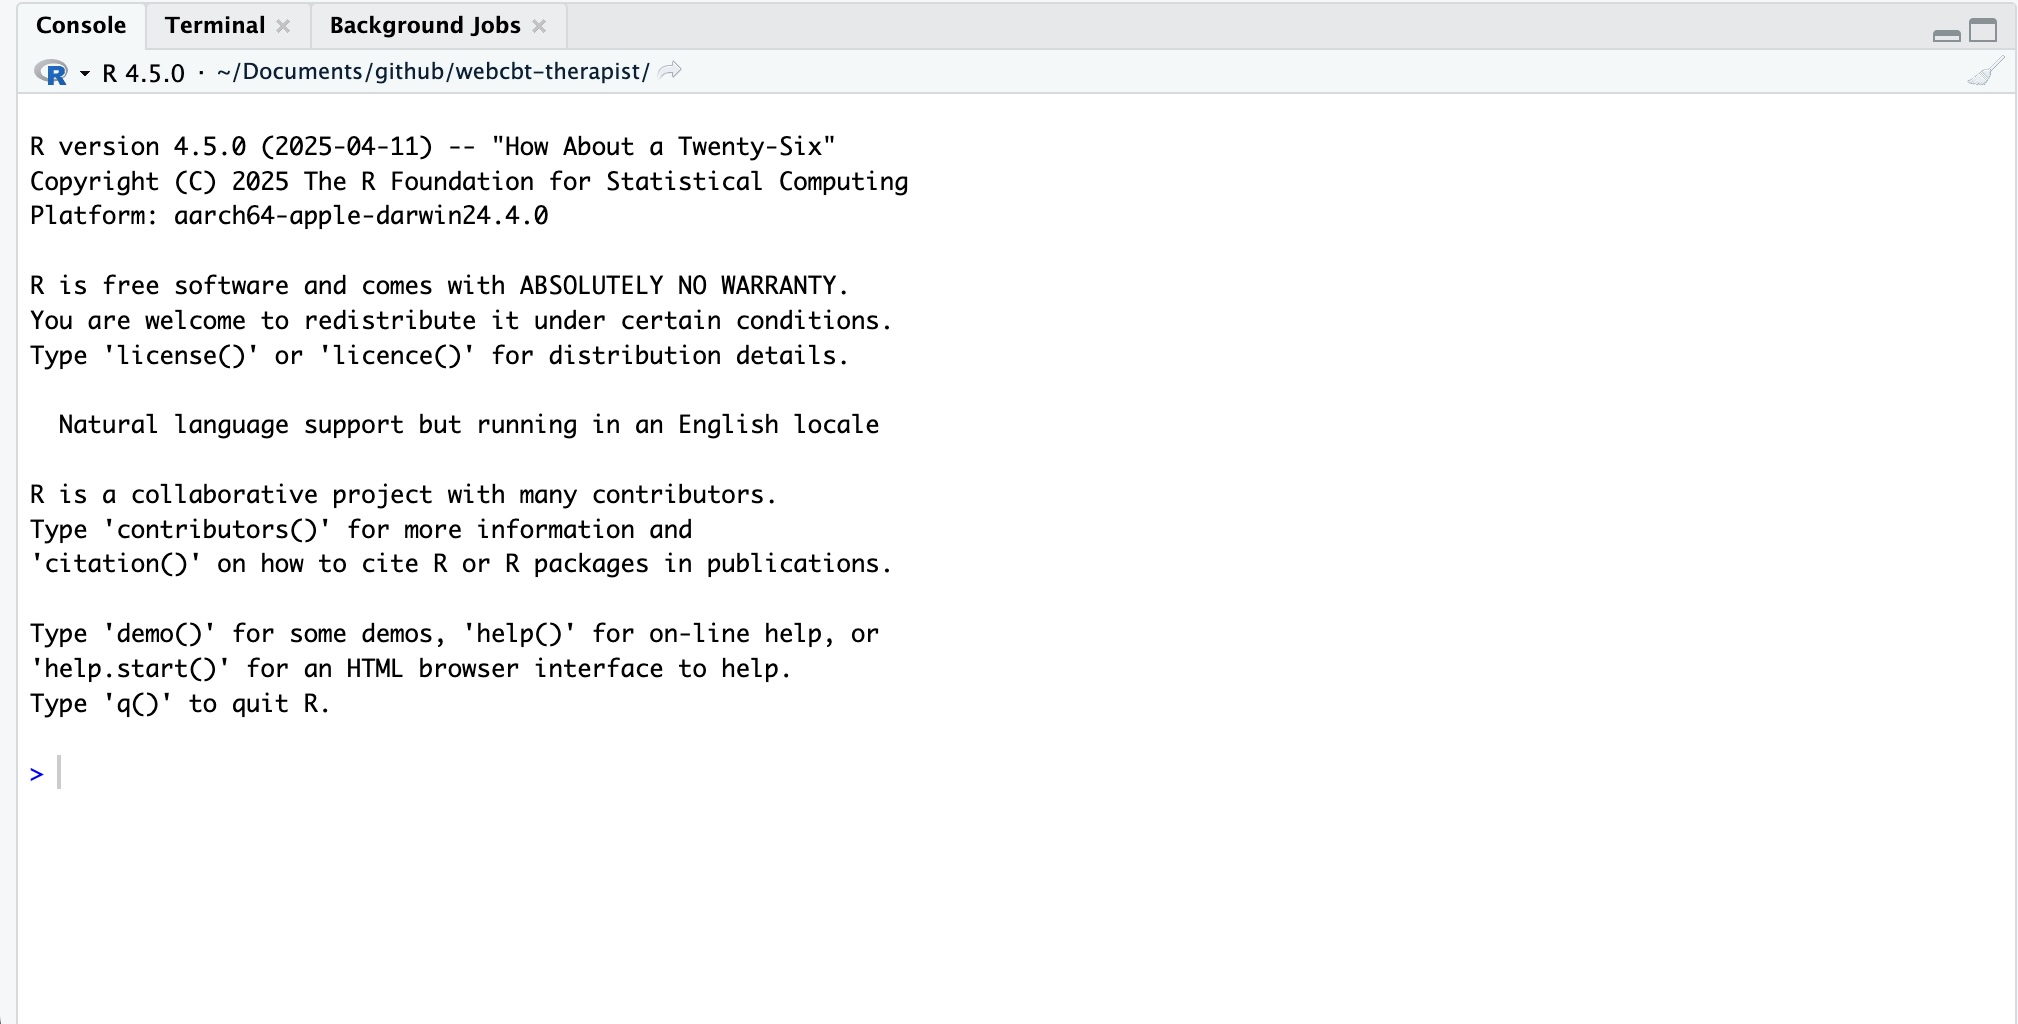 Console Terminal Background Jobs
R R 4.5.0 · ~/Documents/github/webcbt-therapist/
R version 4.5.0 (2025-04-11) -- "How About a Twenty-Six"
Copyright (C) 2025 The R Foundation for Statistical Computing
Platform: aarch64-apple-darwin24.4.0
R is free software and comes with ABSOLUTELY NO WARRANTY.
You are welcome to redistribute it under certain conditions.
Type 'license()' or 'licence()' for distribution details.
Natural language support but running in an English locale
R is a collaborative project with many contributors.
Type 'contributors()' for more information and
'citation()' on how to cite R or R packages in publications.
Type 'demo()' for some demos, 'help()' for on-line help, or
'help.start()' for an HTML browser interface to help.
Type 'q()' to quit R.
>